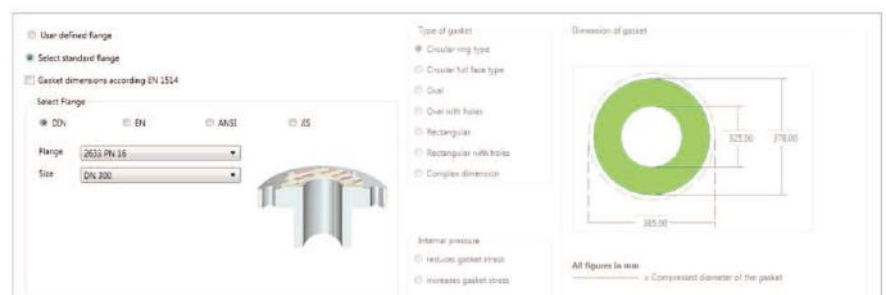 User defined flange
Select standard flange
Gasket dimensions according EN 1514
Select Flange
DIN
EN
ANSI
JIS
Flange
2633 PN 16
Size
DN 300
Type of gasket
Circular ring type
Circular full face type
Oval
Oval with holes
Rectangular
Rectangular with holes
Complex dimension
Internal pressure
reduces gasket stress
increases gasket stress
Dimension of gasket
325.00
378.00
385.00
All figures in mm
= Compressed diameter of the gasket